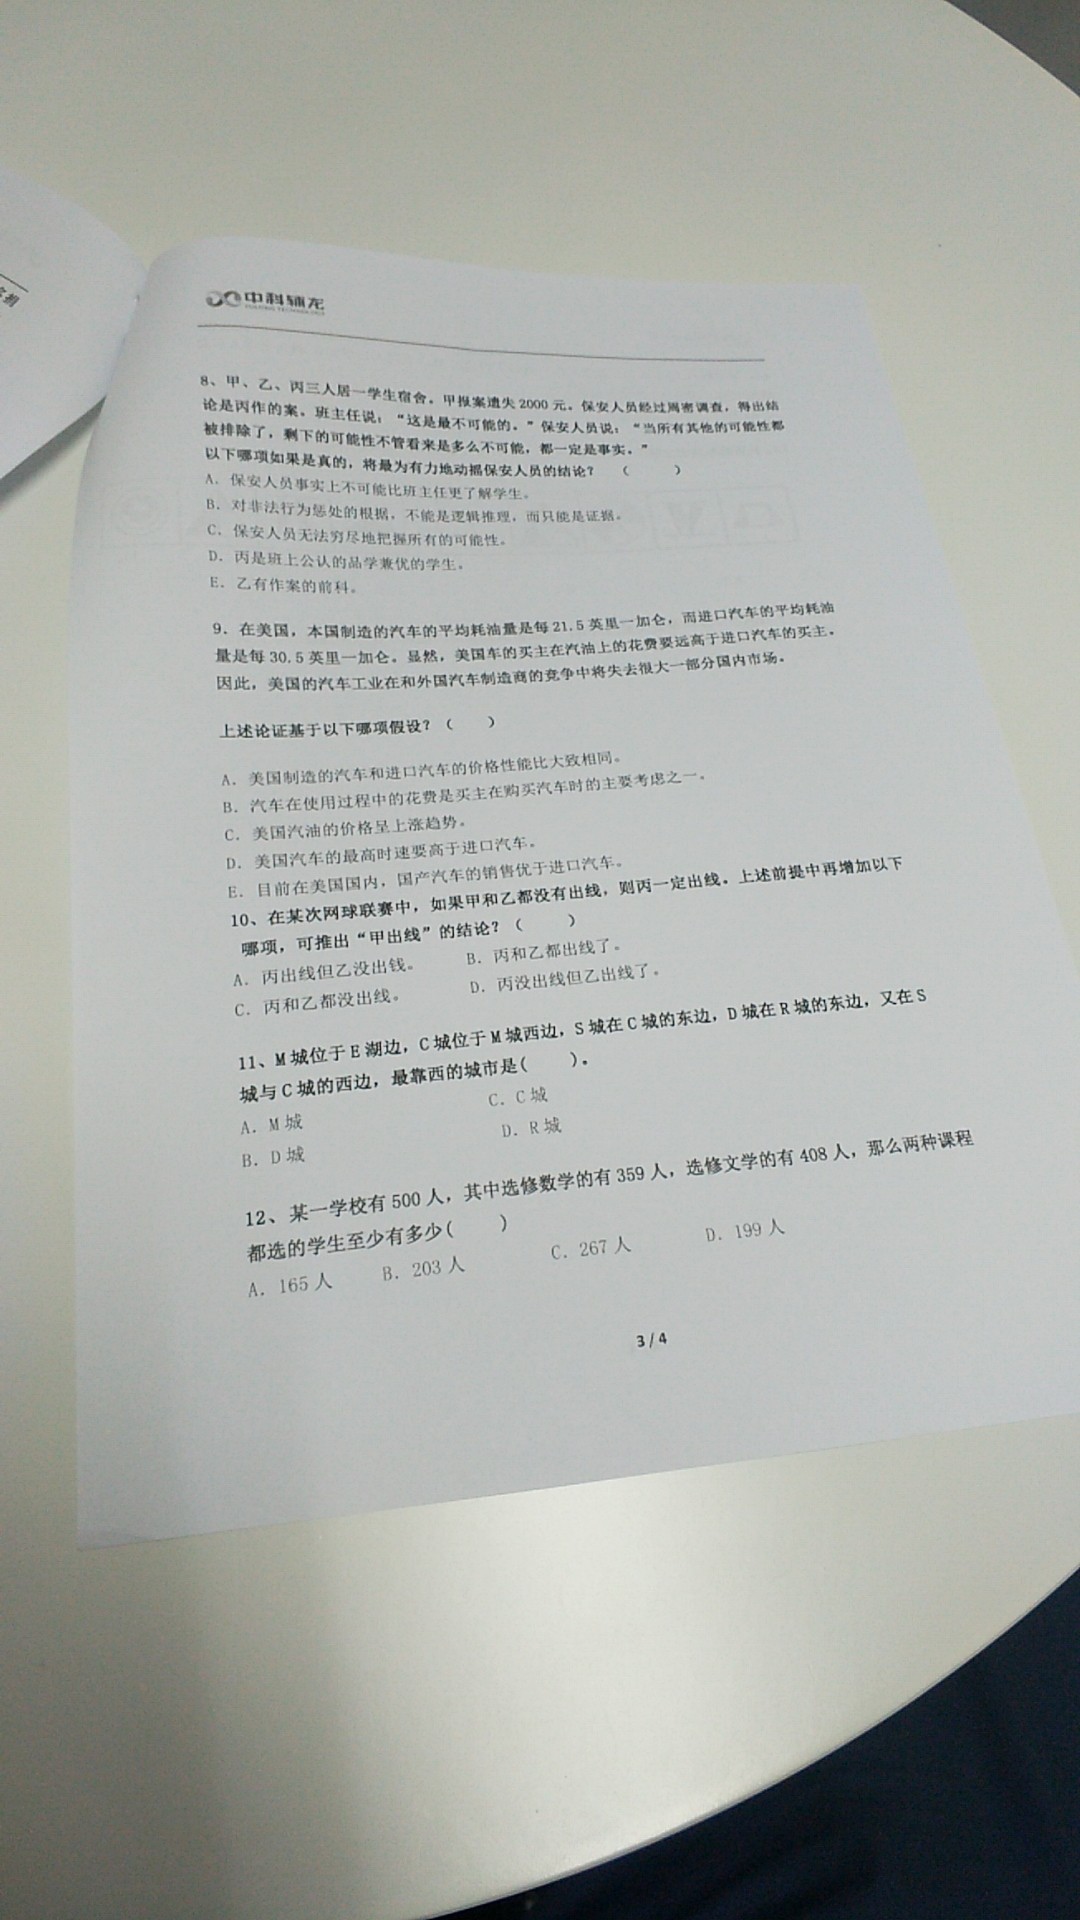 中科辅龙
8、甲、乙、丙三人居一学生宿舍。甲报案遗失2000元。保安人员经过周密调查，得出结
论是丙作的案。班主任说：“这是最不可能的。”保安人员说：“当所有其他的可能性都
被排除了，剩下的可能性不管看来是多么不可能，都一定是事实。”
以下哪项如果是真的，将最为有力地动摇保安人员的结论？（ ）
A. 保安人员事实上不可能比班主任更了解学生。
B. 对非法行为惩处的根据，不能是逻辑推理，而只能是证据。
C. 保安人员无法穷尽地把握所有的可能性。
D. 丙是班上公认的品学兼优的学生。
E. 乙有作案的前科。
9. 在美国，本国制造的汽车的平均耗油量是每21.5英里一加仑，而进口汽车的平均耗油
量是每30.5英里一加仑。显然，美国车的买主在汽油上的花费要远高于进口汽车的买主。
因此，美国的汽车工业在和外国汽车制造商的竞争中将失去很大一部分国内市场。
上述论证基于以下哪项假设？（ ）
A. 美国制造的汽车和进口汽车的价格性能比大致相同。
B. 汽车在使用过程中的花费是买主在购买汽车时的主要考虑之一。
C. 美国汽油的价格呈上涨趋势。
D. 美国汽车的最高时速要高于进口汽车。
E. 目前在美国国内，国产汽车的销售优于进口汽车。
10、在某次网球联赛中，如果甲和乙都没有出线，则丙一定出线。上述前提中再增加以下
哪项，可推出“甲出线”的结论？（ ）
A. 丙出线但乙没出钱。 B. 丙和乙都出线了。
C. 丙和乙都没出线。 D. 丙没出线但乙出线了。
11、M城位于E湖边，C城位于M城西边，S城在C城的东边，D城在R城的东边，又在S
城与C城的西边，最靠西的城市是( )。
A. M城 C. C城
B. D城 D. R城
12、某一学校有500人，其中选修数学的有359人，选修文学的有408人，那么两种课程
都选的学生至少有多少( )
A. 165人 B. 203人 C. 267人 D. 199人
3 / 4